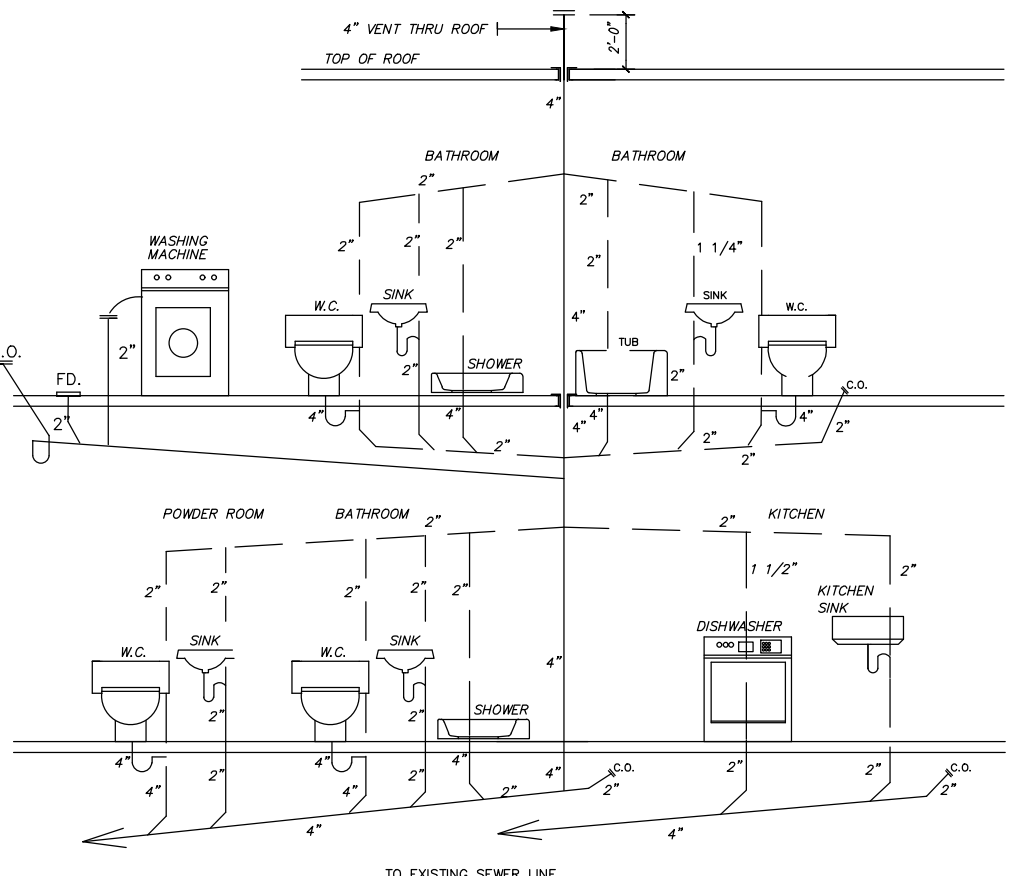 4" VENT THRU ROOF
2'-0"
TOP OF ROOF
4"
BATHROOM
BATHROOM
2"
2"
2"
2"
2"
1 1/4"
2"
WASHING
MACHINE
W.C.
SINK
SINK
W.C.
4"
TUB
2"
.O.
SHOWER
2"
2"
FD.
C.O.
4"
4"
4"
4"
2"
4"
2"
2"
2"
2"
POWDER ROOM
BATHROOM
2"
2"
KITCHEN
2"
2"
2"
2"
2"
1 1/2"
2"
KITCHEN
SINK
DISHWASHER
W.C.
SINK
W.C.
SINK
4"
SHOWER
2"
2"
4"
4"
4"
2"
4"
2"
4"
2"
2"
C.O.
C.O.
4"
4"
2"
2"
2"
4"
4"
TO EXISTING SEWER LINE